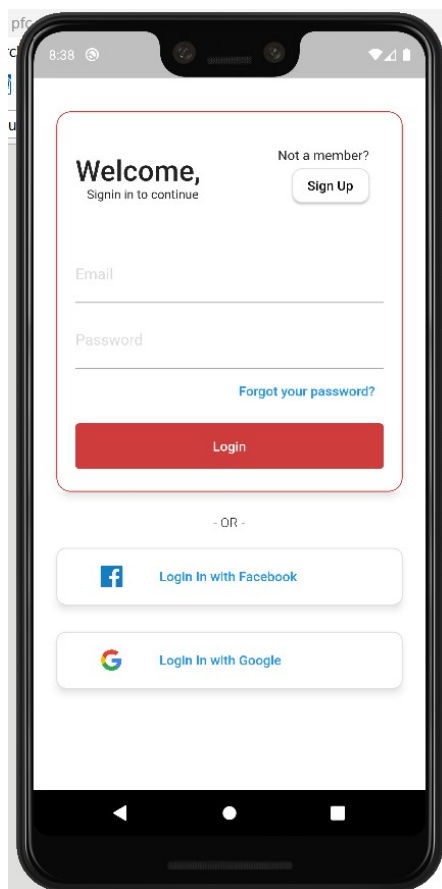 pfc
8:38
Not a member?
Welcome,
Sign Up
Signin in to continue
Email
Password
Forgot your password?
Login
- OR -
Login In with Facebook
Login In with Google